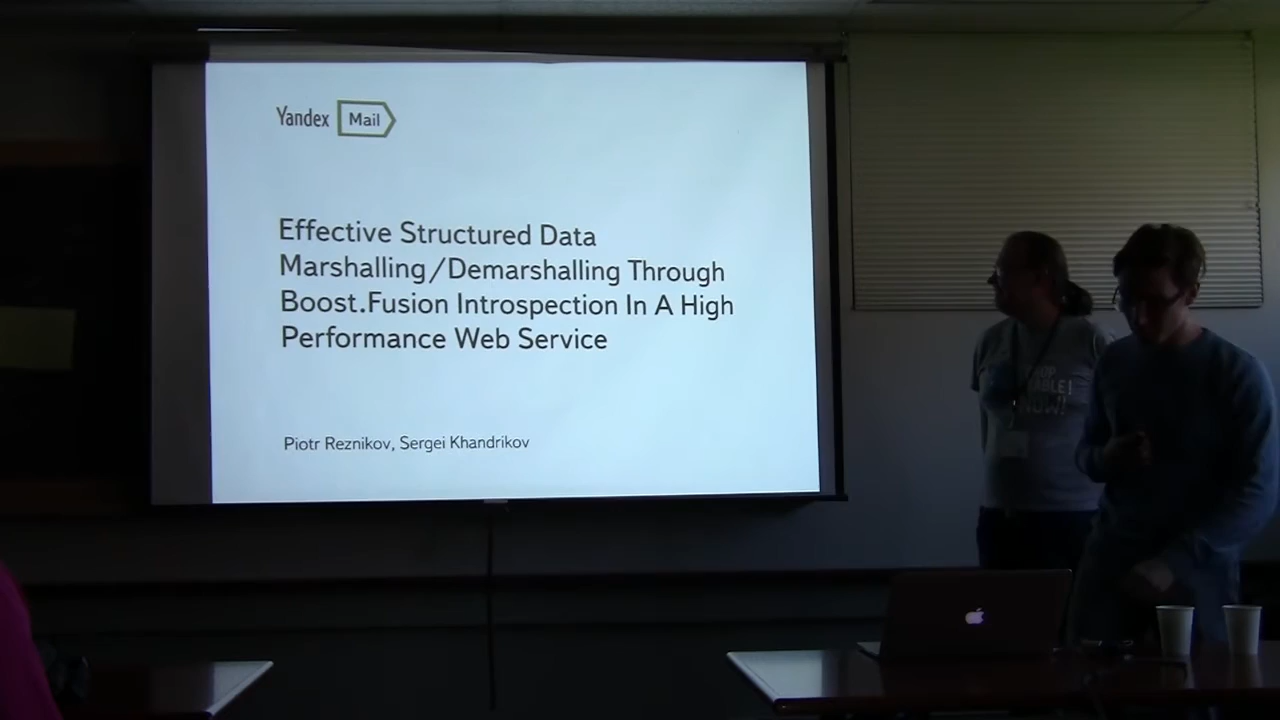 Yandex Mail
Effective Structured Data
Marshalling/Demarshalling Through
Boost.Fusion Introspection In A High
Performance Web Service
Piotr Reznikov, Sergei Khandrikov
NOW!